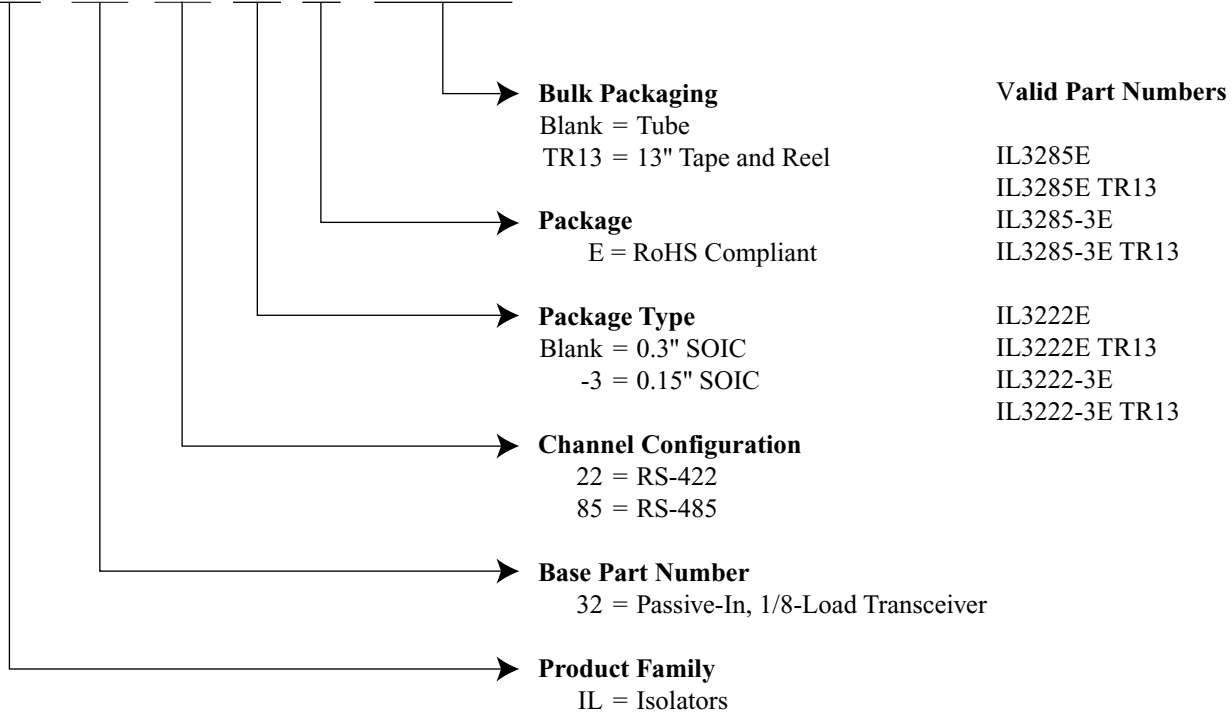 Bulk Packaging
Blank = Tube
TR13 = 13" Tape and Reel
Package
E = RoHS Compliant
Package Type
Blank = 0.3" SOIC
-3 = 0.15" SOIC
Channel Configuration
22 = RS-422
85 = RS-485
Base Part Number
32 = Passive-In, 1/8-Load Transceiver
Product Family
IL = Isolators
Valid Part Numbers
IL3285E
IL3285E TR13
IL3285-3E
IL3285-3E TR13
IL3222E
IL3222E TR13
IL3222-3E
IL3222-3E TR13